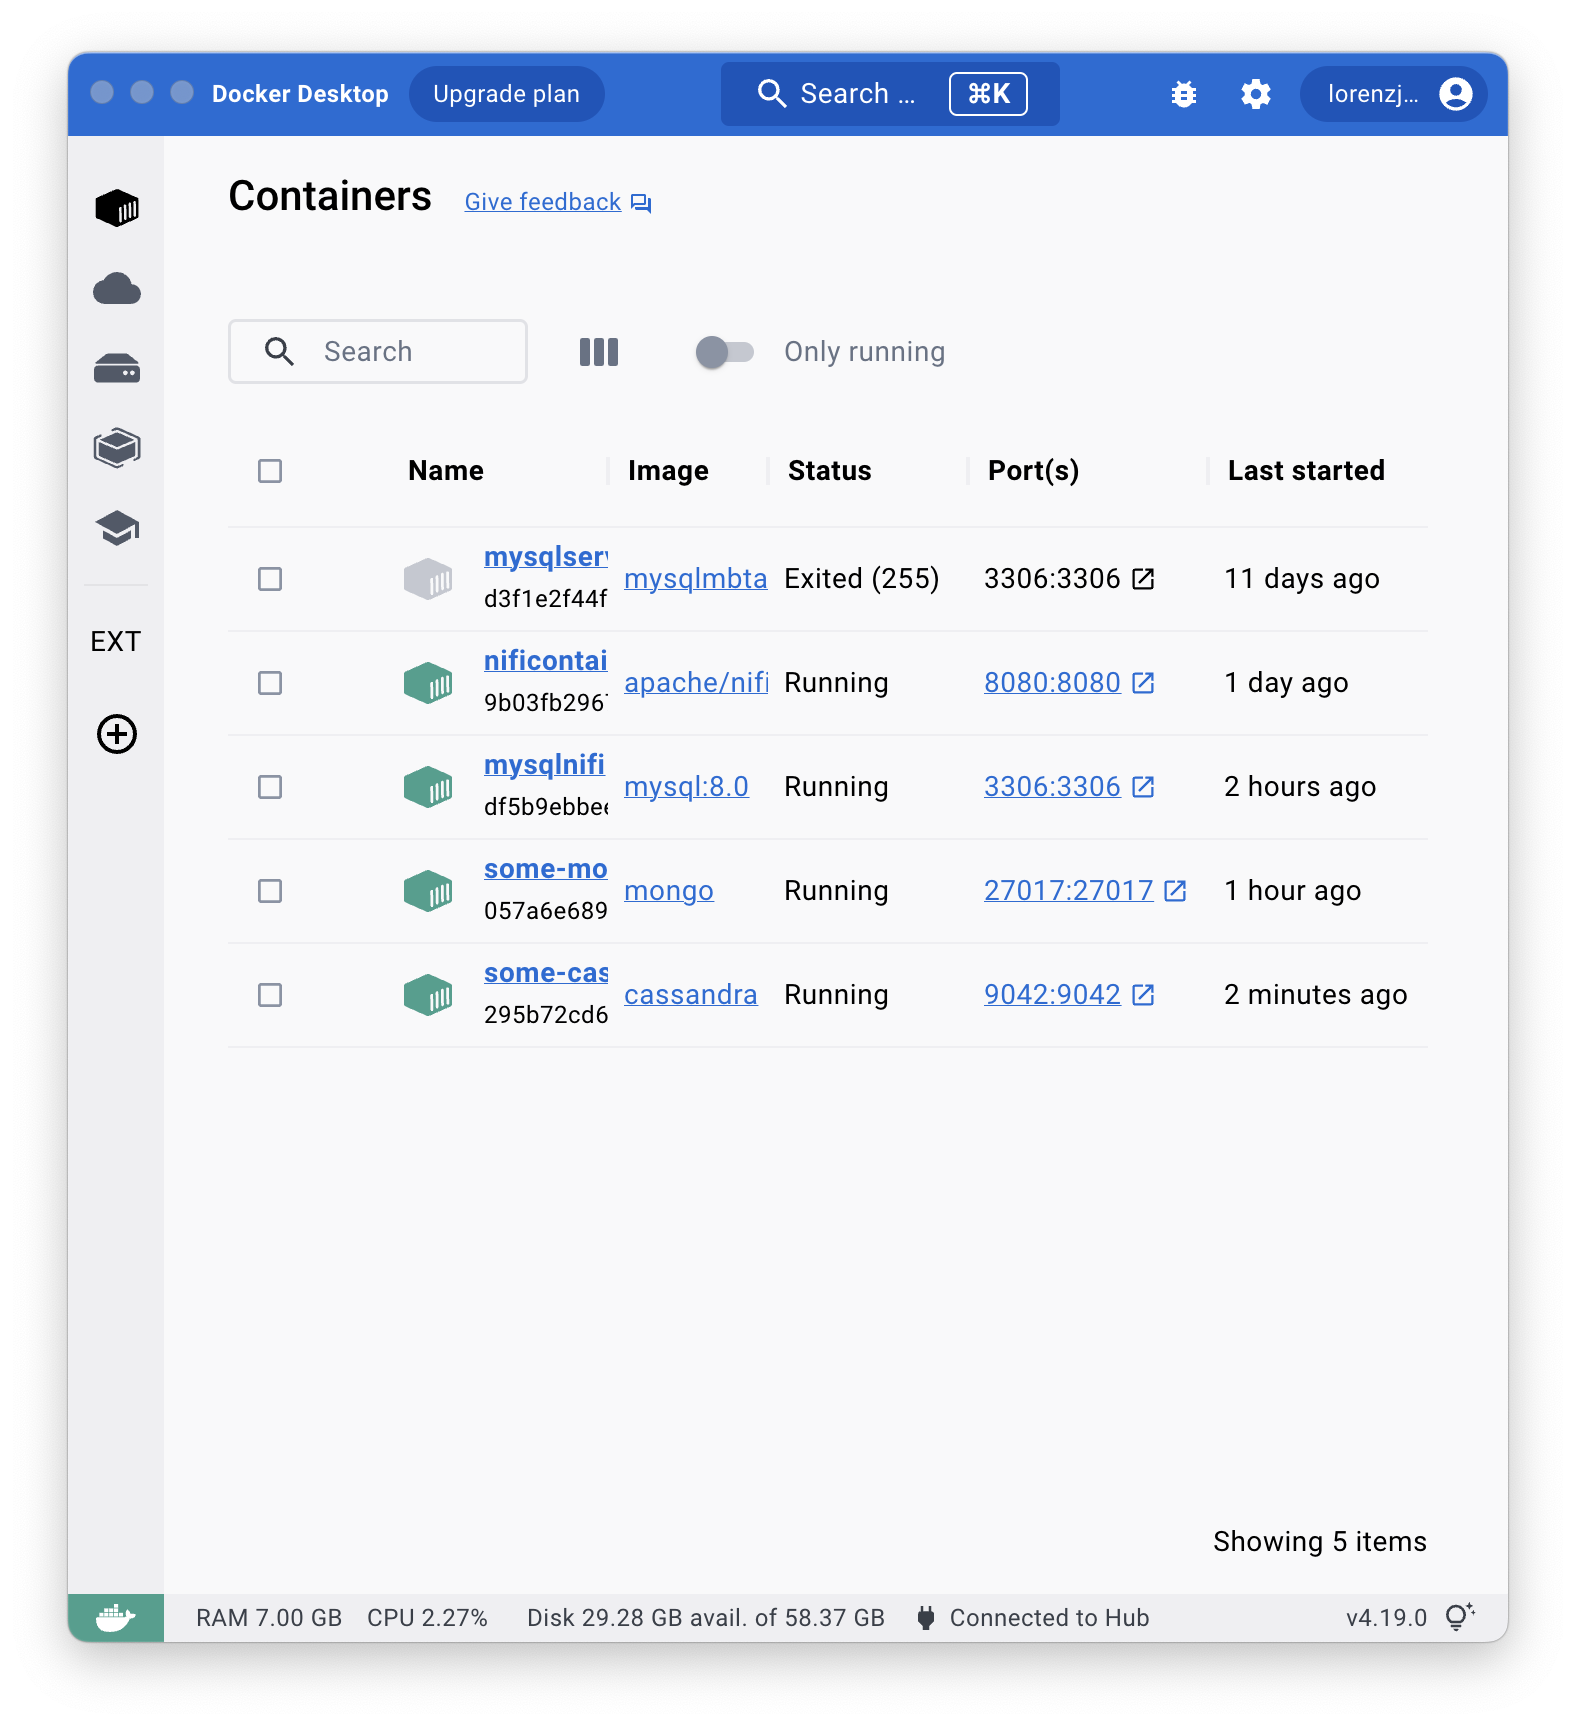 Docker Desktop Upgrade plan Search ... ⌘K lorenzj...
Containers Give feedback
Search Only running
Name Image Status Port(s) Last started
mysqlser
d3f1e2f44f mysqlmbta Exited (255) 3306:3306 11 days ago
nificontai
9b03fb296 apache/nifi Running 8080:8080 1 day ago
mysqlnifi
df5b9ebbe mysql:8.0 Running 3306:3306 2 hours ago
some-mo
057a6e689 mongo Running 27017:27017 1 hour ago
some-cas
295b72cd6 cassandra Running 9042:9042 2 minutes ago
EXT
Showing 5 items
RAM 7.00 GB CPU 2.27% Disk 29.28 GB avail. of 58.37 GB Connected to Hub v4.19.0